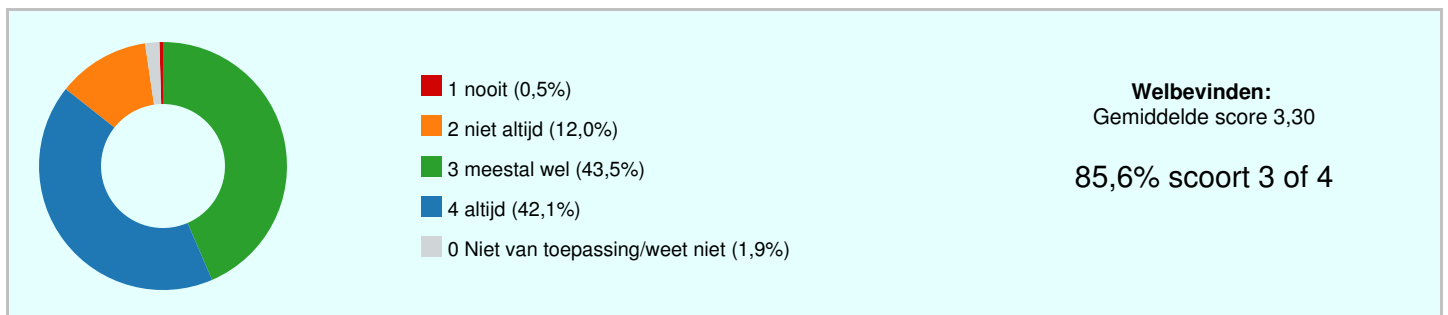 1 nooit (0,5%)
2 niet altijd (12,0%)
3 meestal wel (43,5%)
4 altijd (42,1%)
0 Niet van toepassing/weet niet (1,9%)
Welbevinden:
Gemiddelde score 3,30
85,6% scoort 3 of 4